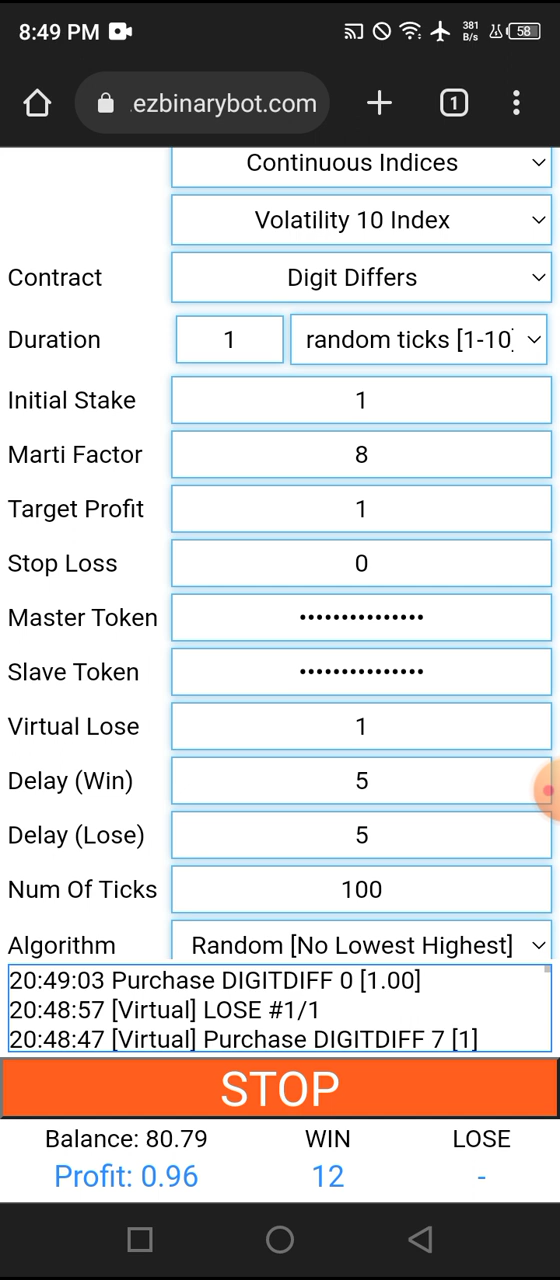 8:49 PM 381 B/s 58
.ezbinarybot.com 1
Continuous Indices
Volatility 10 Index
Contract Digit Differs
Duration 1 random ticks [1-10]
Initial Stake 1
Marti Factor 8
Target Profit 1
Stop Loss 0
Master Token •••••••••••••••
Slave Token •••••••••••••••
Virtual Lose 1
Delay (Win) 5
Delay (Lose) 5
Num Of Ticks 100
Algorithm Random [No Lowest Highest]
20:49:03 Purchase DIGITDIFF 0 [1.00]
20:48:57 [Virtual] LOSE #1/1
20:48:47 [Virtual] Purchase DIGITDIFF 7 [1]
STOP
Balance: 80.79 WIN LOSE
Profit: 0.96 12 -